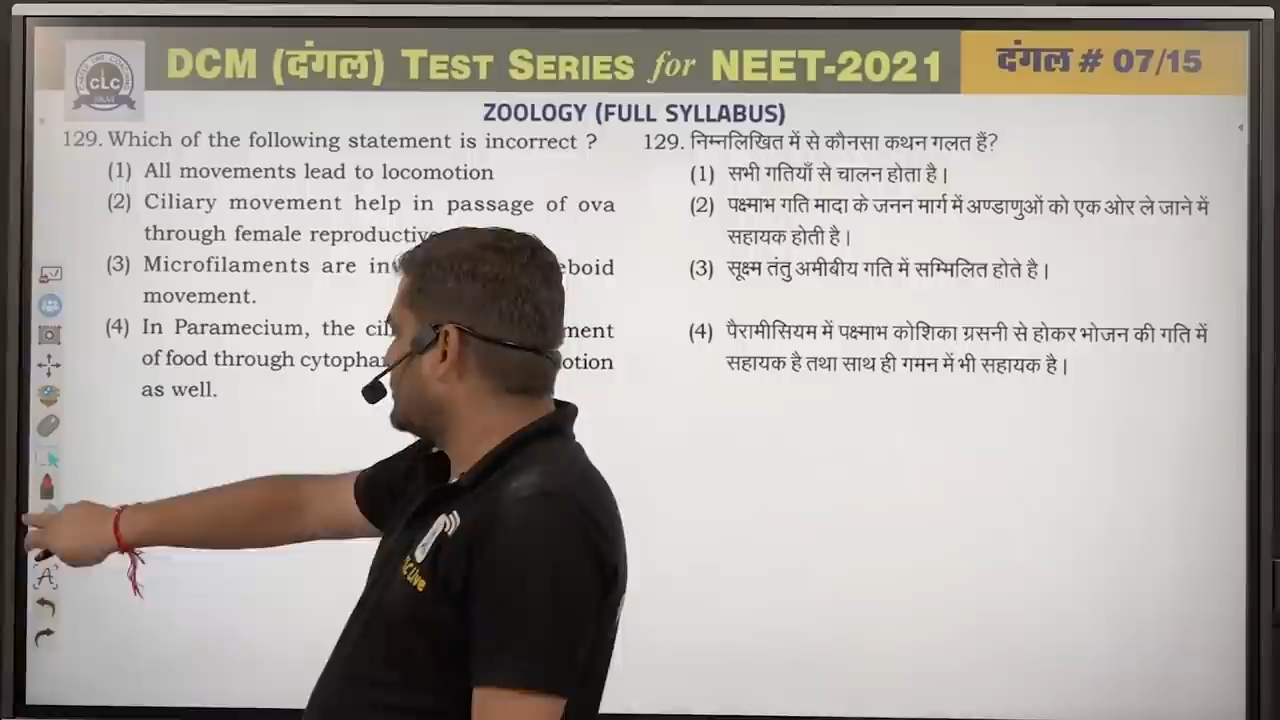 CLC
DCM (दंगल) TEST SERIES for NEET-2021
दंगल # 07/15
ZOOLOGY (FULL SYLLABUS)
129. Which of the following statement is incorrect ?
(1) All movements lead to locomotion
(2) Ciliary movement help in passage of ova
through female
(3) Microfilaments are
movement.
(4) In Paramecium, the
of food through
as well.
129. निम्नलिखित में से कौनसा कथन गलत हैं?
(1) सभी गतियाँ से चालन होता है।
(2) पक्ष्माभ गति मादा के जनन मार्ग में अण्डाणुओं को एक ओर ले जाने में
सहायक होती है।
(3) सूक्ष्म तंतु अमीबीय गति में सम्मिलित होते है।
(4) पैरामीसियम में पक्ष्माभ कोशिका ग्रसनी से होकर भोजन की गति में
सहायक है तथा साथ ही गमन में भी सहायक है।
A
Live